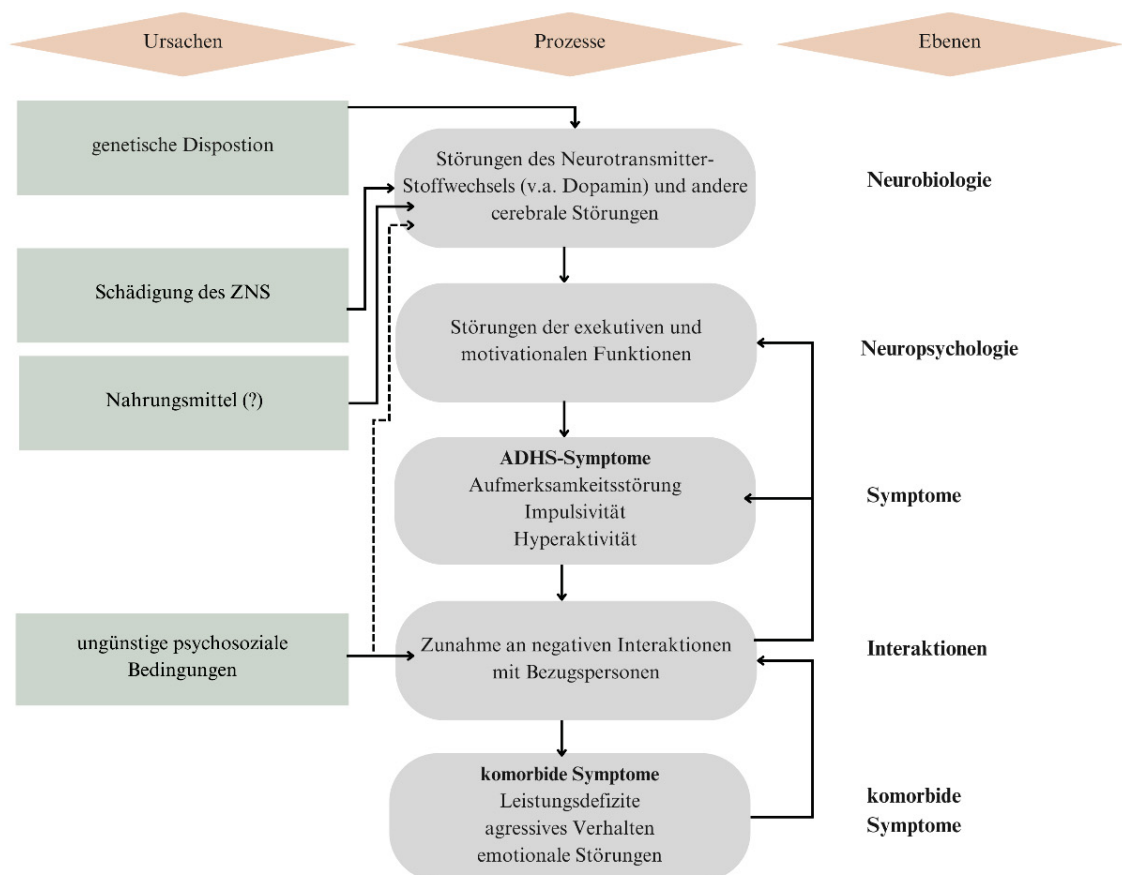 Ursachen
Prozesse
Ebenen
genetische Dispostion
Störungen des Neurotransmitter-
Stoffwechsels (v.a. Dopamin) und andere
cerebrale Störungen
Neurobiologie
Schädigung des ZNS
Störungen der exekutiven und
motivationalen Funktionen
Neuropsychologie
Nahrungsmittel (?)
ADHS-Symptome
Aufmerksamkeitsstörung
Impulsivität
Hyperaktivität
Symptome
ungünstige psychosoziale
Bedingungen
Zunahme an negativen Interaktionen
mit Bezugspersonen
Interaktionen
komorbide Symptome
Leistungsdefizite
agressives Verhalten
emotionale Störungen
komorbide
Symptome